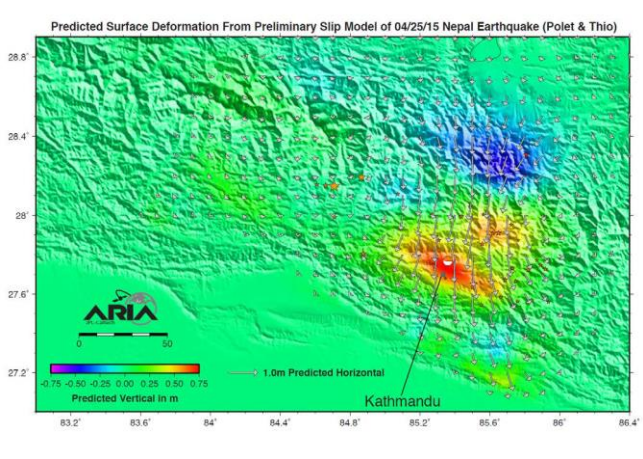 Predicted Surface Deformation From Preliminary Slip Model of 04/25/15 Nepal Earthquake (Polet & Thio)
28.8˚
28.4˚
28˚
27.6˚
27.2˚
ARIA
0 50
-0.75 -0.50 -0.25 0.00 0.25 0.50 0.75
Predicted Vertical in m
1.0m Predicted Horizontal
Kathmandu
83.2˚ 83.6˚ 84˚ 84.4˚ 84.8˚ 85.2˚ 85.6˚ 86˚ 86.4˚